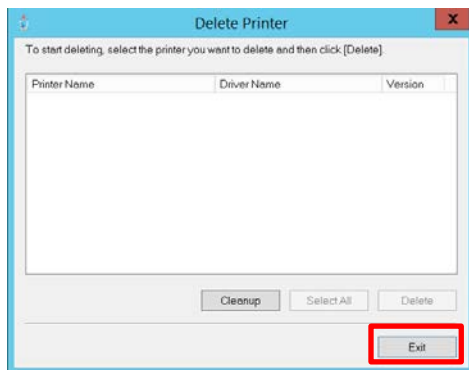 Delete Printer
x
To start deleting, select the printer you want to delete and then click [Delete].
Printer Name Driver Name Version
Cleanup Select All Delete
Exit